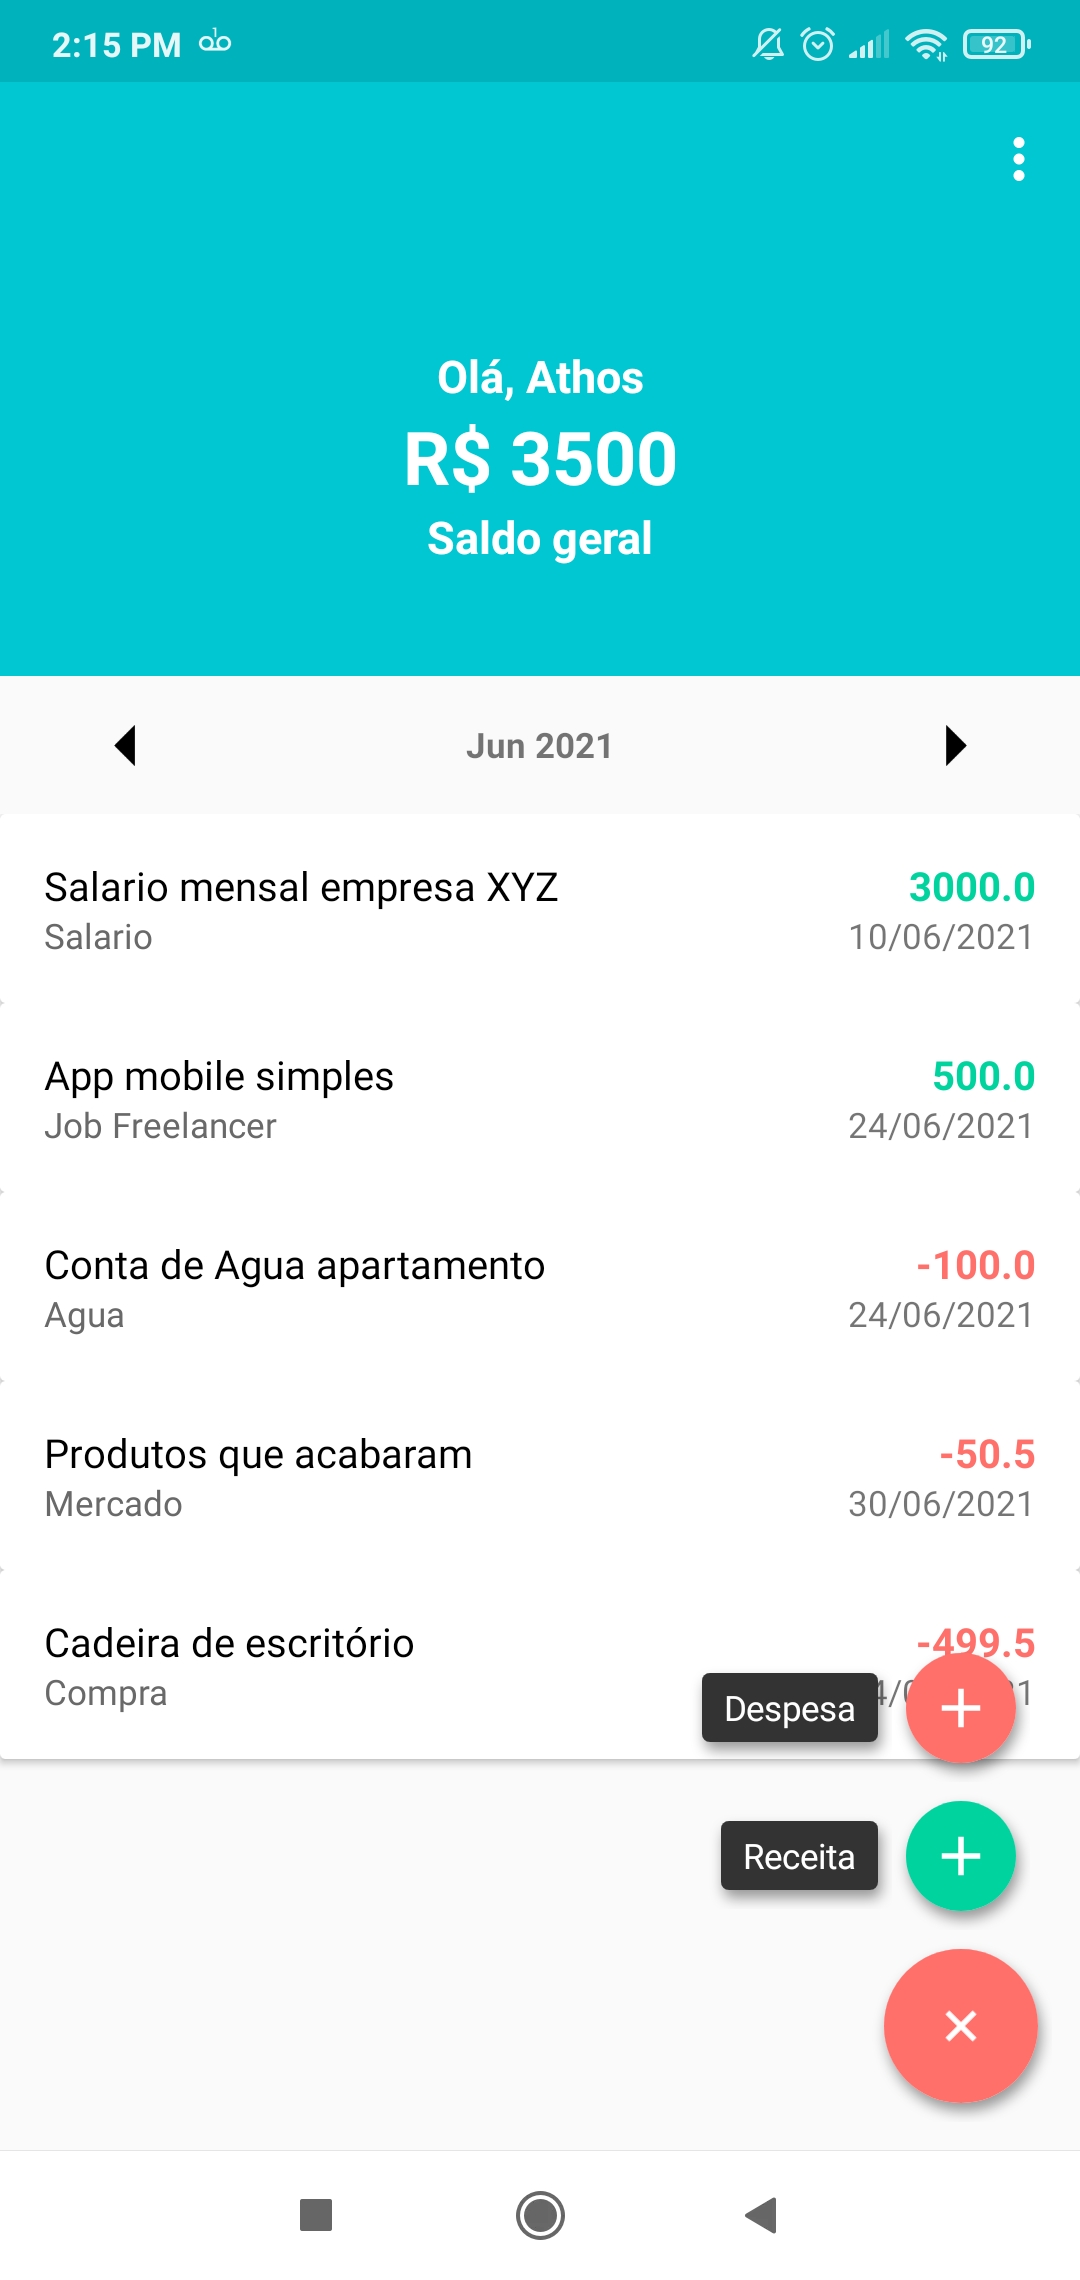 2:15 PM
92
Olá, Athos
R$ 3500
Saldo geral
Jun 2021
Salario mensal empresa XYZ
3000.0
Salario
10/06/2021
App mobile simples
500.0
Job Freelancer
24/06/2021
Conta de Agua apartamento
-100.0
Agua
24/06/2021
Produtos que acabaram
-50.5
Mercado
30/06/2021
Cadeira de escritório
-499.5
Compra
Despesa
Receita